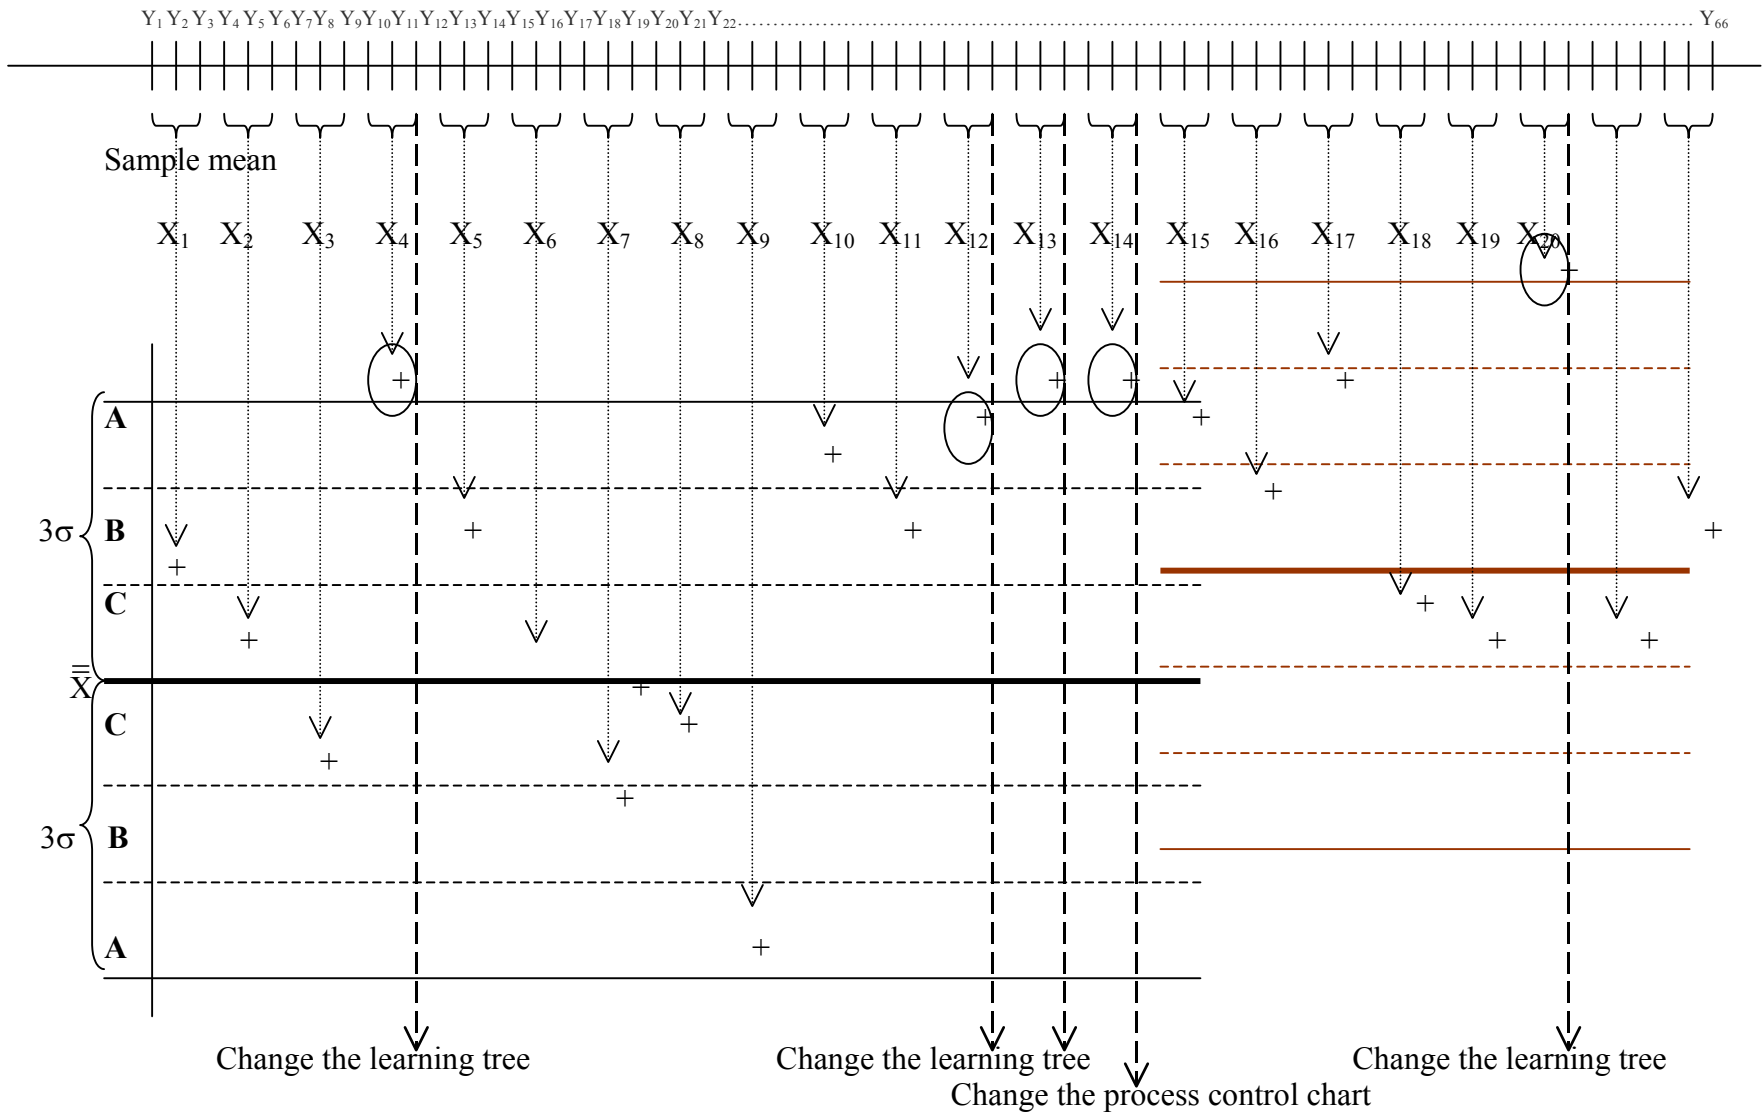 Y₁ Y₂ Y₃ Y₄ Y₅ Y₆ Y₇ Y₈ Y₉ Y₁₀ Y₁₁ Y₁₂ Y₁₃ Y₁₄ Y₁₅ Y₁₆ Y₁₇ Y₁₈ Y₁₉ Y₂₀ Y₂₁ Y₂₂ ........ Y₆₆
Sample mean
X₁ X₂ X₃ X₄ X₅ X₆ X₇ X₈ X₉ X₁₀ X₁₁ X₁₂ X₁₃ X₁₄ X₁₅ X₁₆ X₁₇ X₁₈ X₁₉ X₂₀
A
3σ B
C
X̿
C
3σ B
A
Change the learning tree Change the learning tree Change the learning tree
Change the process control chart